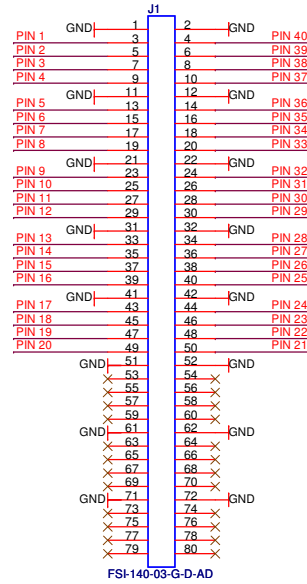 J1
GND 1 2 GND
PIN 1 3 4 PIN 40
PIN 2 5 6 PIN 39
PIN 3 7 8 PIN 38
PIN 4 9 10 PIN 37
GND 11 12 GND
PIN 5 13 14 PIN 36
PIN 6 15 16 PIN 35
PIN 7 17 18 PIN 34
PIN 8 19 20 PIN 33
GND 21 22 GND
PIN 9 23 24 PIN 32
PIN 10 25 26 PIN 31
PIN 11 27 28 PIN 30
PIN 12 29 30 PIN 29
GND 31 32 GND
PIN 13 33 34 PIN 28
PIN 14 35 36 PIN 27
PIN 15 37 38 PIN 26
PIN 16 39 40 PIN 25
GND 41 42 GND
PIN 17 43 44 PIN 24
PIN 18 45 46 PIN 23
PIN 19 47 48 PIN 22
PIN 20 49 50 PIN 21
GND 51 52 GND
53 54
55 56
57 58
59 60
GND 61 62 GND
63 64
65 66
67 68
69 70
GND 71 72 GND
73 74
75 76
77 78
79 80
FSI-140-03-G-D-AD